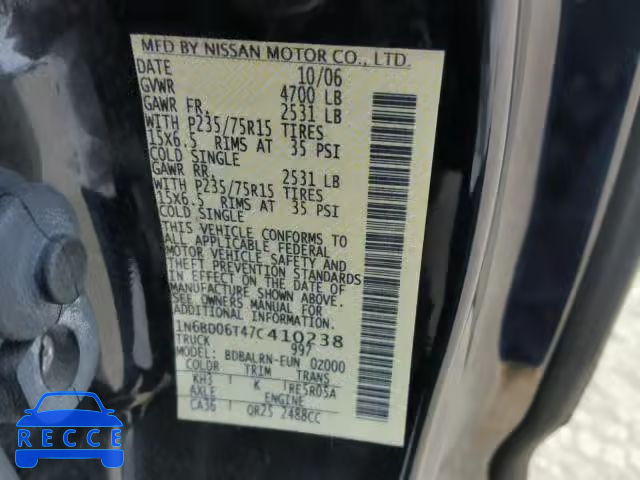 MFD BY NISSAN MOTOR CO., LTD.
DATE 10/06
GVWR 4700 LB
GAWR FR. 2531 LB
WITH P235/75R15 TIRES
15X6.5 RIMS AT 35 PSI
COLD SINGLE
GAWR RR. 2531 LB
WITH P235/75R15 TIRES
15X6.5 RIMS AT 35 PSI
COLD SINGLE
THIS VEHICLE CONFORMS TO
ALL APPLICABLE FEDERAL
MOTOR VEHICLE SAFETY AND
THEFT PREVENTION STANDARDS
IN EFFECT ON THE DATE OF
MANUFACTURE SHOWN ABOVE.
SEE OWNERS MANUAL FOR
ADDITIONAL INFORMATION.
1N6BD06T47C410238
TRUCK 997
MODEL BDBALRN-EUN 02000
COLOR TRIM TRANS
KH3 K RE5R05A
AXLE ENGINE
CA36 QR25 2488CC
RECCE